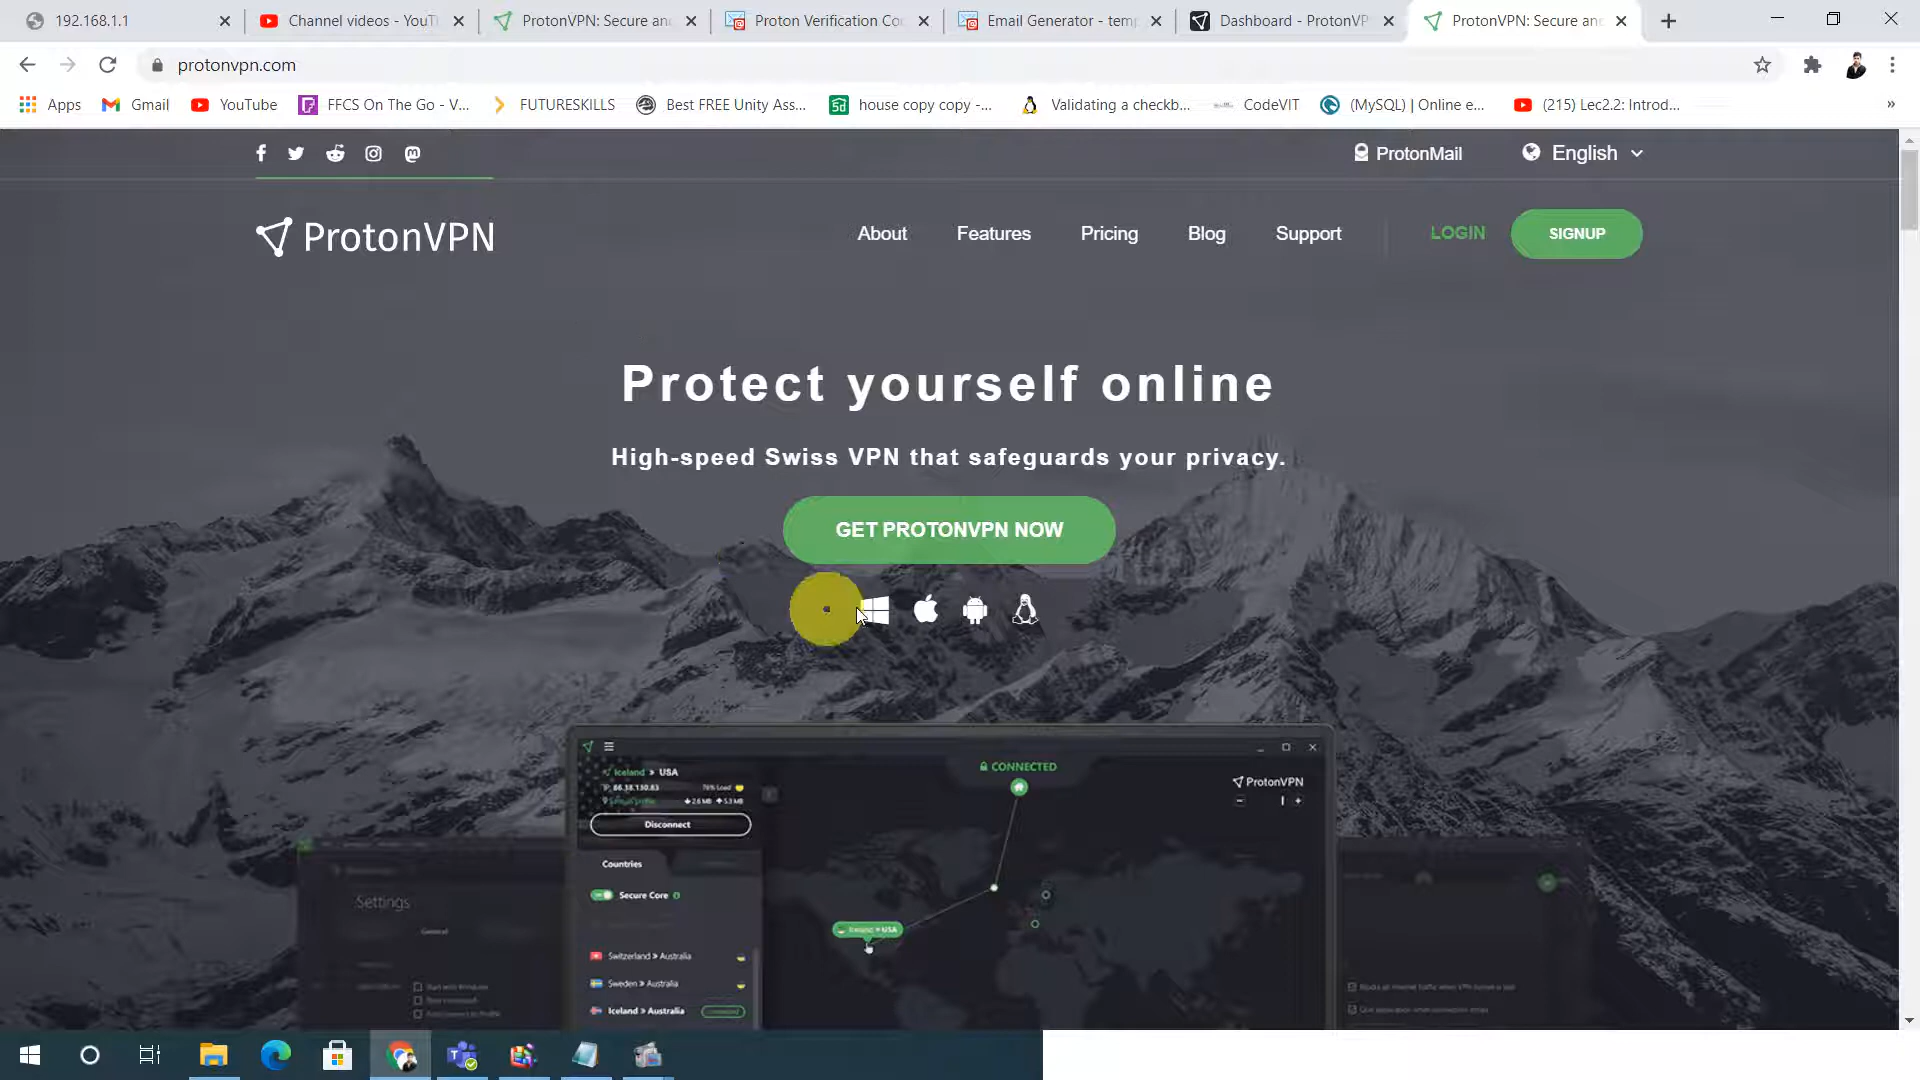 192.168.1.1
Channel videos - YouT
ProtonVPN: Secure an
Proton Verification Co
Email Generator - temp
Dashboard - ProtonVP
ProtonVPN: Secure an
protonvpn.com
Apps
Gmail
YouTube
FFCS On The Go - V...
FUTURESKILLS
Best FREE Unity Ass...
house copy copy -...
Validating a checkb...
CodeVIT
(MySQL) | Online e...
(215) Lec2.2: Introd...
»
ProtonMail
English
ProtonVPN
About
Features
Pricing
Blog
Support
LOGIN
SIGNUP
Protect yourself online
High-speed Swiss VPN that safeguards your privacy.
GET PROTONVPN NOW
Iceland » USA
CONNECTED
ProtonVPN
Disconnect
Countries
Secure Core
Iceland » USA
Switzerland » Australia
Sweden » Australia
Iceland » Australia
Settings
General